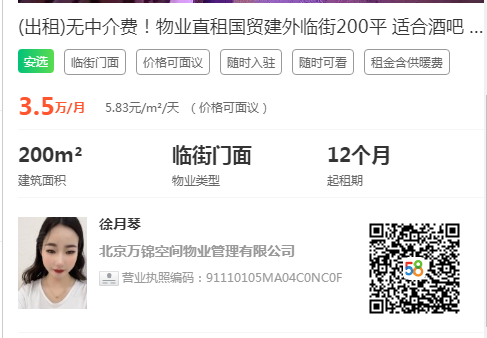 (出租)无中介费！物业直租国贸建外临街200平 适合酒吧 ...
安选 临街门面 价格可面议 随时入驻 随时可看 租金含供暖费
3.5万/月 5.83元/m²/天 （价格可面议）
200m² 临街门面 12个月
建筑面积 物业类型 起租期
徐月琴
北京万锦空间物业管理有限公司
营业执照编码：91110105MA04C0NC0F
58